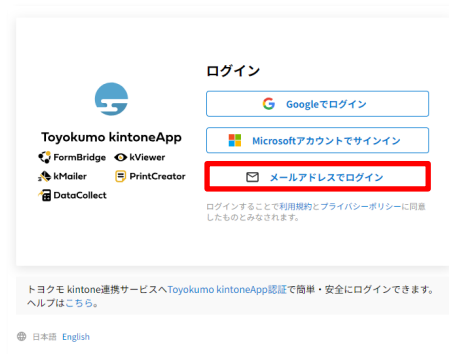 ログイン
Googleでログイン
Microsoftアカウントでサインイン
メールアドレスでログイン
ログインすることで利用規約とプライバシーポリシーに同意
したものとみなされます。
Toyokumo kintoneApp
FormBridge kViewer
kMailer PrintCreator
DataCollect
トヨクモ kintone連携サービスへToyokumo kintoneApp認証で簡単・安全にログインできます。
ヘルプはこちら。
日本語 English